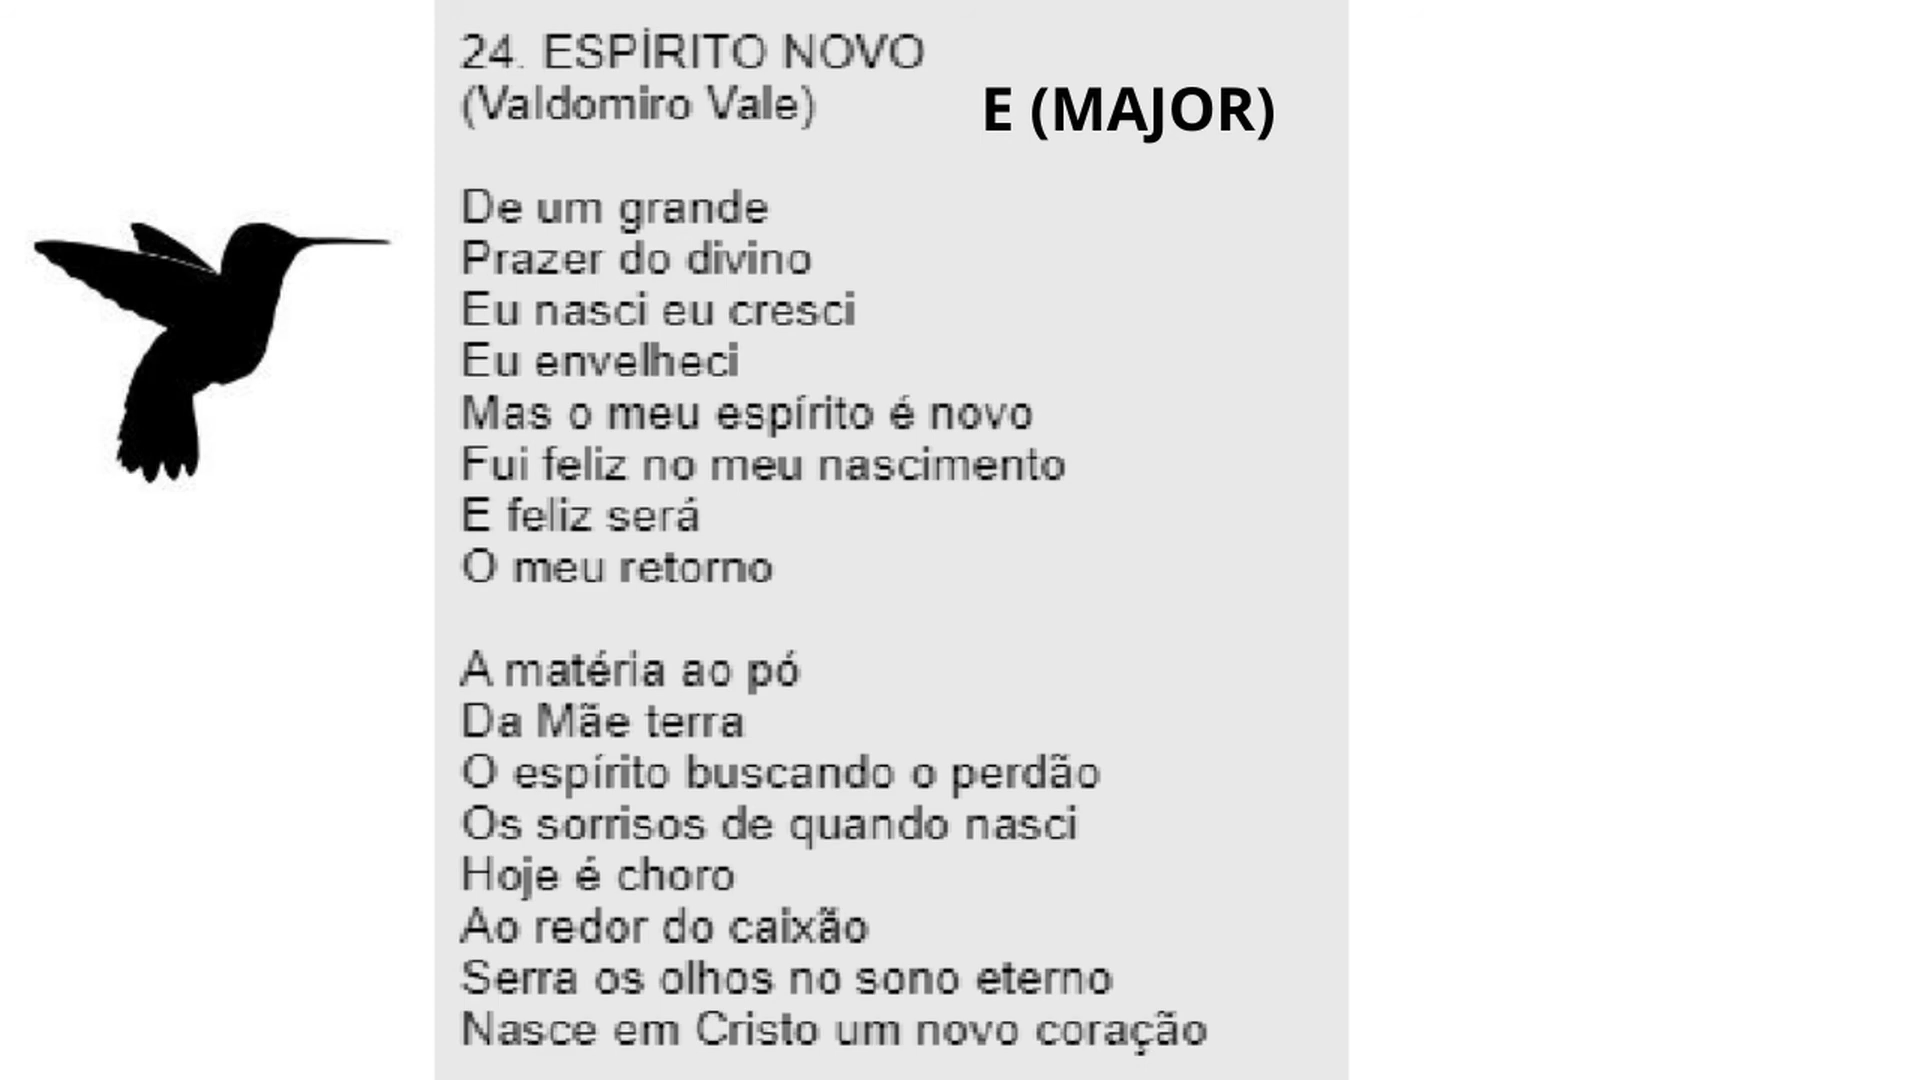 24. ESPÍRITO NOVO
(Valdomiro Vale)
E (MAJOR)
De um grande
Prazer do divino
Eu nasci eu cresci
Eu envelheci
Mas o meu espírito é novo
Fui feliz no meu nascimento
E feliz será
O meu retorno
A matéria ao pó
Da Mãe terra
O espírito buscando o perdão
Os sorrisos de quando nasci
Hoje é choro
Ao redor do caixão
Serra os olhos no sono eterno
Nasce em Cristo um novo coração